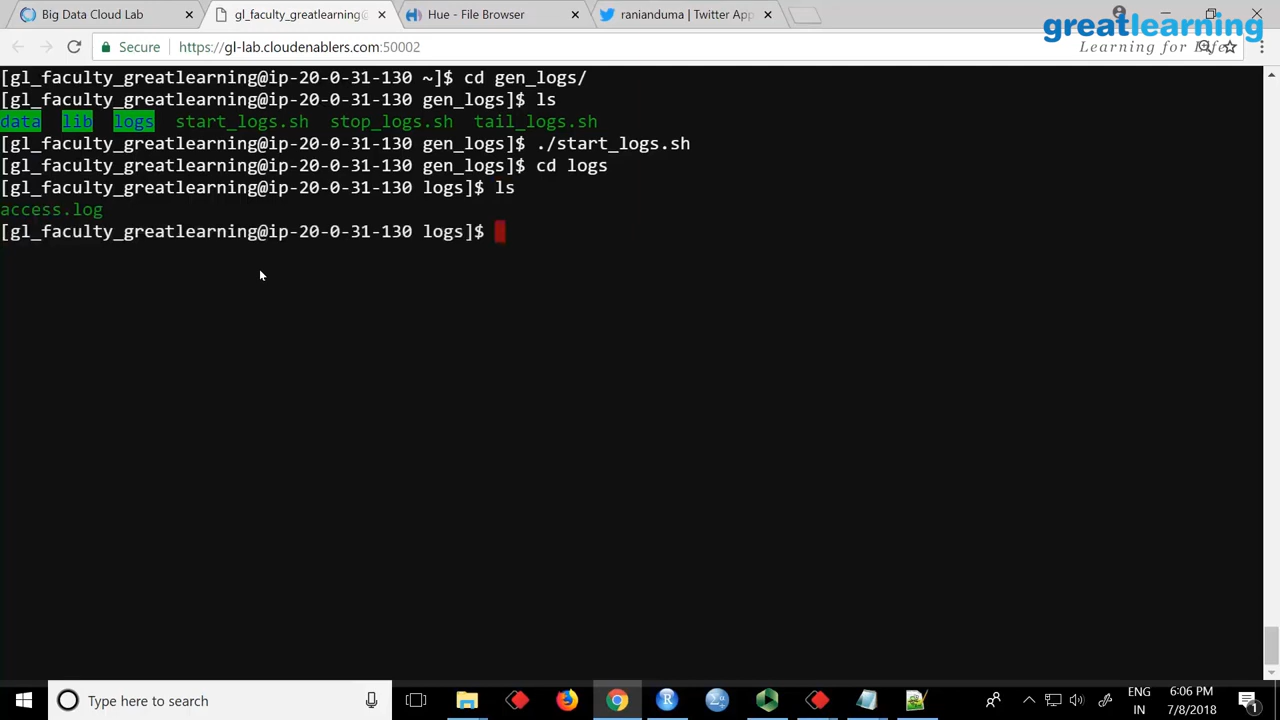 Big Data Cloud Lab
gl_faculty_greatlearning@
Hue - File Browser
ranianduma | Twitter App
greatlearning
Learning for Life
Secure
https://gl-lab.cloudenablers.com:50002
[gl_faculty_greatlearning@ip-20-0-31-130 ~]$ cd gen_logs/
[gl_faculty_greatlearning@ip-20-0-31-130 gen_logs]$ ls
data lib logs start_logs.sh stop_logs.sh tail_logs.sh
[gl_faculty_greatlearning@ip-20-0-31-130 gen_logs]$ ./start_logs.sh
[gl_faculty_greatlearning@ip-20-0-31-130 gen_logs]$ cd logs
[gl_faculty_greatlearning@ip-20-0-31-130 logs]$ ls
access.log
[gl_faculty_greatlearning@ip-20-0-31-130 logs]$
Type here to search
ENG
IN
6:06 PM
7/8/2018